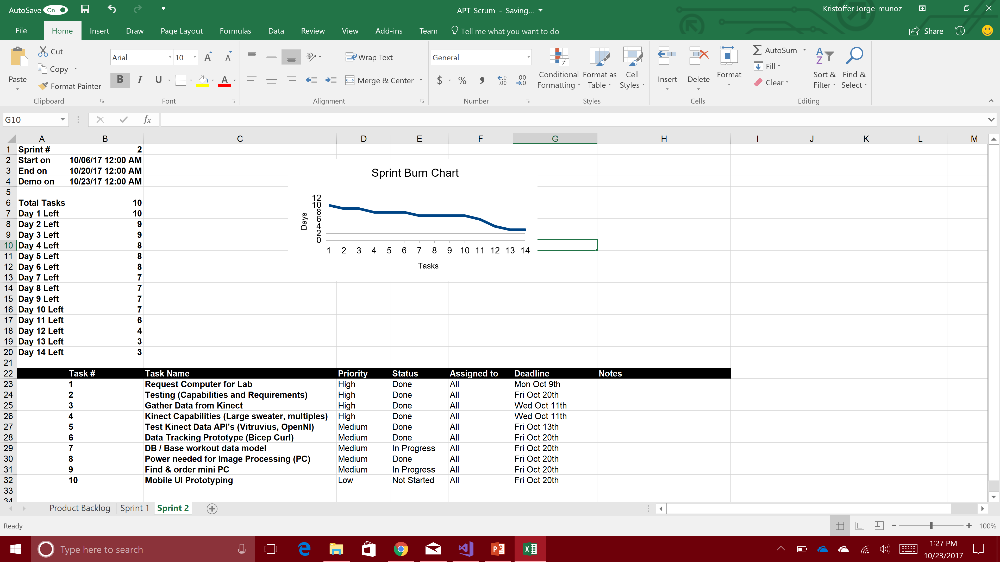 AutoSave On
APT_Scrum - Saving...
Kristoffer Jorge-munoz
File Home Insert Draw Page Layout Formulas Data Review View Add-ins Team Tell me what you want to do
Share
Paste
Cut
Copy
Format Painter
Clipboard
Arial 10
B I U A
Font
Wrap Text
Merge & Center
Alignment
General
$ % , .00 .00
Number
Conditional Formatting
Format as Table
Cell Styles
Styles
Insert Delete Format
Cells
AutoSum
Fill
Clear
Sort & Filter
Find & Select
Editing
G10 fx
A B C D E F G H I J K L M
1 Sprint # 2
2 Start on 10/06/17 12:00 AM
3 End on 10/20/17 12:00 AM
4 Demo on 10/23/17 12:00 AM
5
6 Total Tasks 10
7 Day 1 Left 10
8 Day 2 Left 9
9 Day 3 Left 9
10 Day 4 Left 8
11 Day 5 Left 8
12 Day 6 Left 8
13 Day 7 Left 7
14 Day 8 Left 7
15 Day 9 Left 7
16 Day 10 Left 7
17 Day 11 Left 6
18 Day 12 Left 4
19 Day 13 Left 3
20 Day 14 Left 3
21
Sprint Burn Chart
Days
12
10
8
6
4
2
0
1 2 3 4 5 6 7 8 9 10 11 12 13 14
Tasks
22 Task # Task Name Priority Status Assigned to Deadline Notes
23 1 Request Computer for Lab High Done All Mon Oct 9th
24 2 Testing (Capabilities and Requirements) High Done All Fri Oct 20th
25 3 Gather Data from Kinect High Done All Wed Oct 11th
26 4 Kinect Capabilities (Large sweater, multiples) High Done All Wed Oct 11th
27 5 Test Kinect Data API's (Vitruvius, OpenNI) Medium Done All Fri Oct 13th
28 6 Data Tracking Prototype (Bicep Curl) Medium Done All Fri Oct 20th
29 7 DB / Base workout data model Medium In Progress All Fri Oct 20th
30 8 Power needed for Image Processing (PC) Medium Done All Fri Oct 20th
31 9 Find & order mini PC Medium In Progress All Fri Oct 20th
32 10 Mobile UI Prototyping Low Not Started All Fri Oct 20th
33
34
Product Backlog Sprint 1 Sprint 2
Ready
100%
Type here to search
1:27 PM
10/23/2017